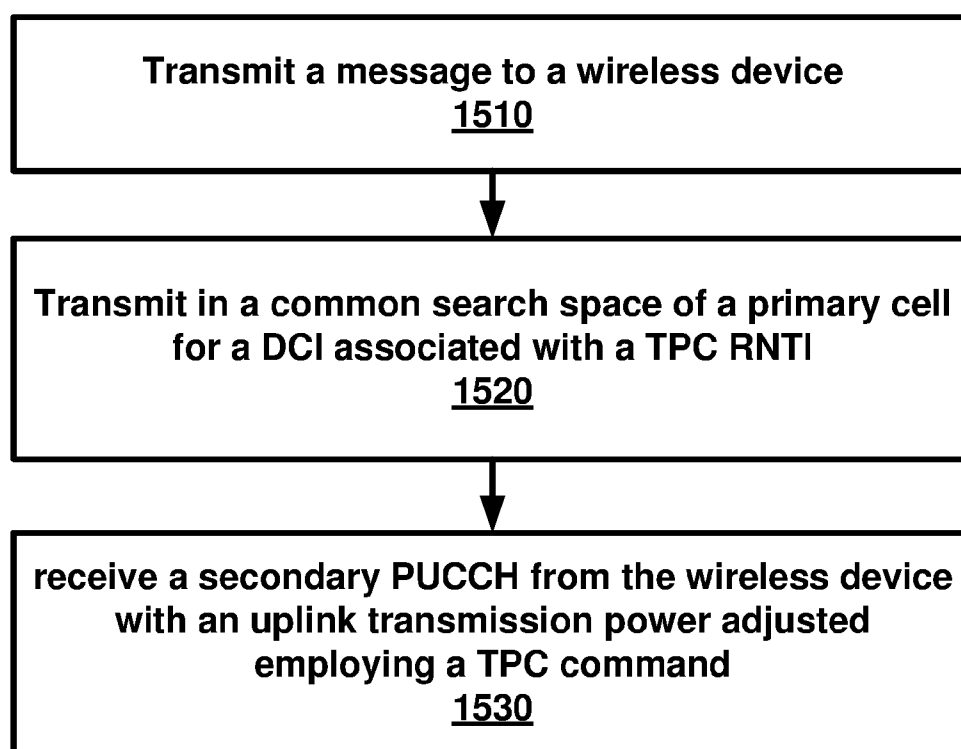 Transmit a message to a wireless device
1510
Transmit in a common search space of a primary cell
for a DCI associated with a TPC RNTI
1520
receive a secondary PUCCH from the wireless device
with an uplink transmission power adjusted
employing a TPC command
1530